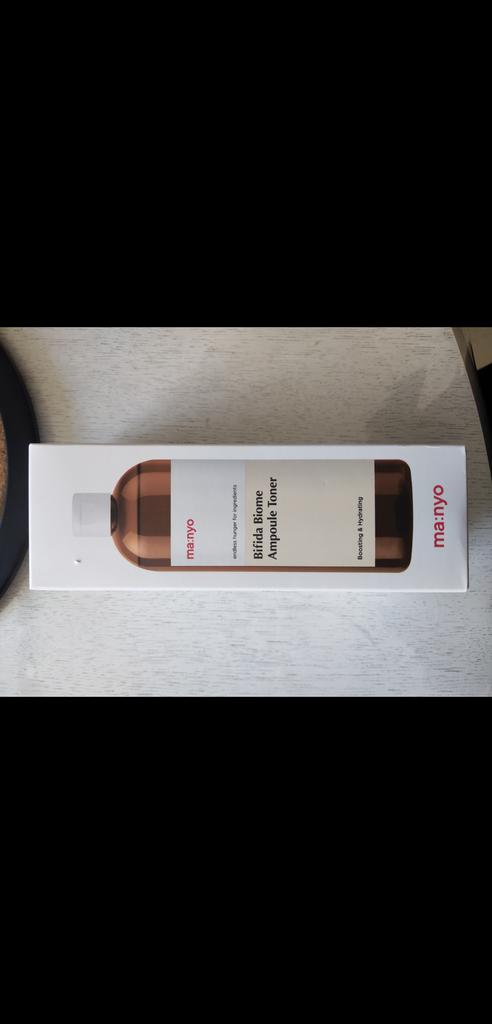 ma:nyo
endless hunger for ingredients
Bifida Biome
Ampoule Toner
Boosting & Hydrating
ma:nyo